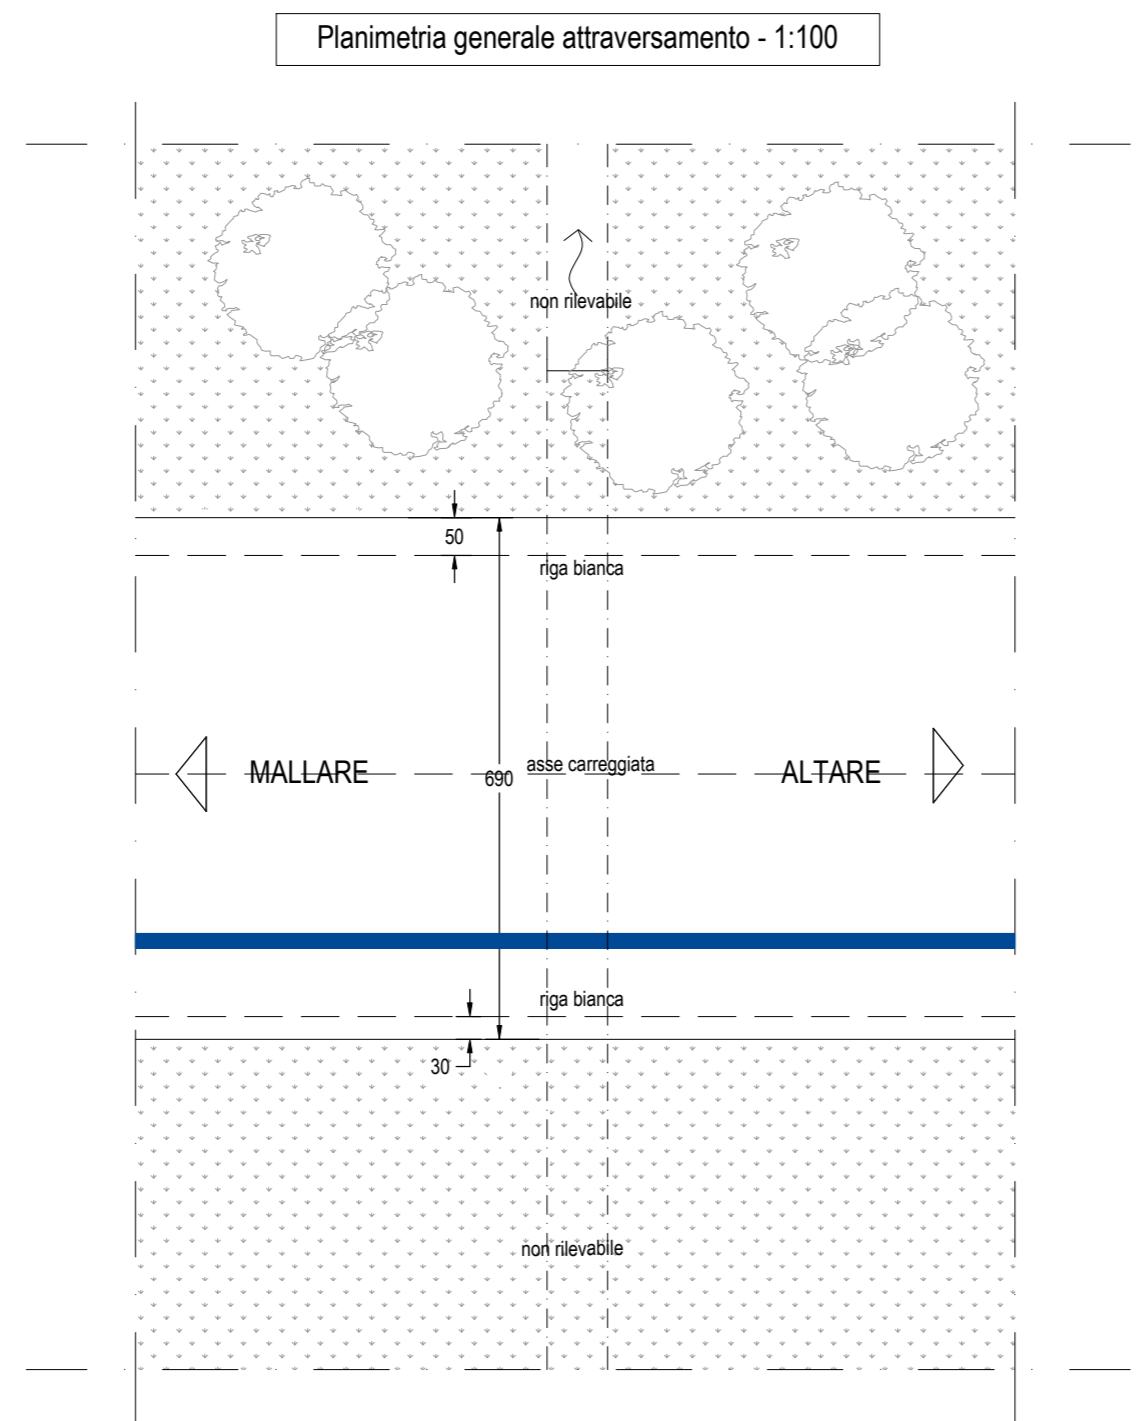 Planimetria generale attraversamento - 1:100
non rilevabile
50
riga bianca
MALLARE
690
asse carreggiata
ALTARE
riga bianca
30
non rilevabile